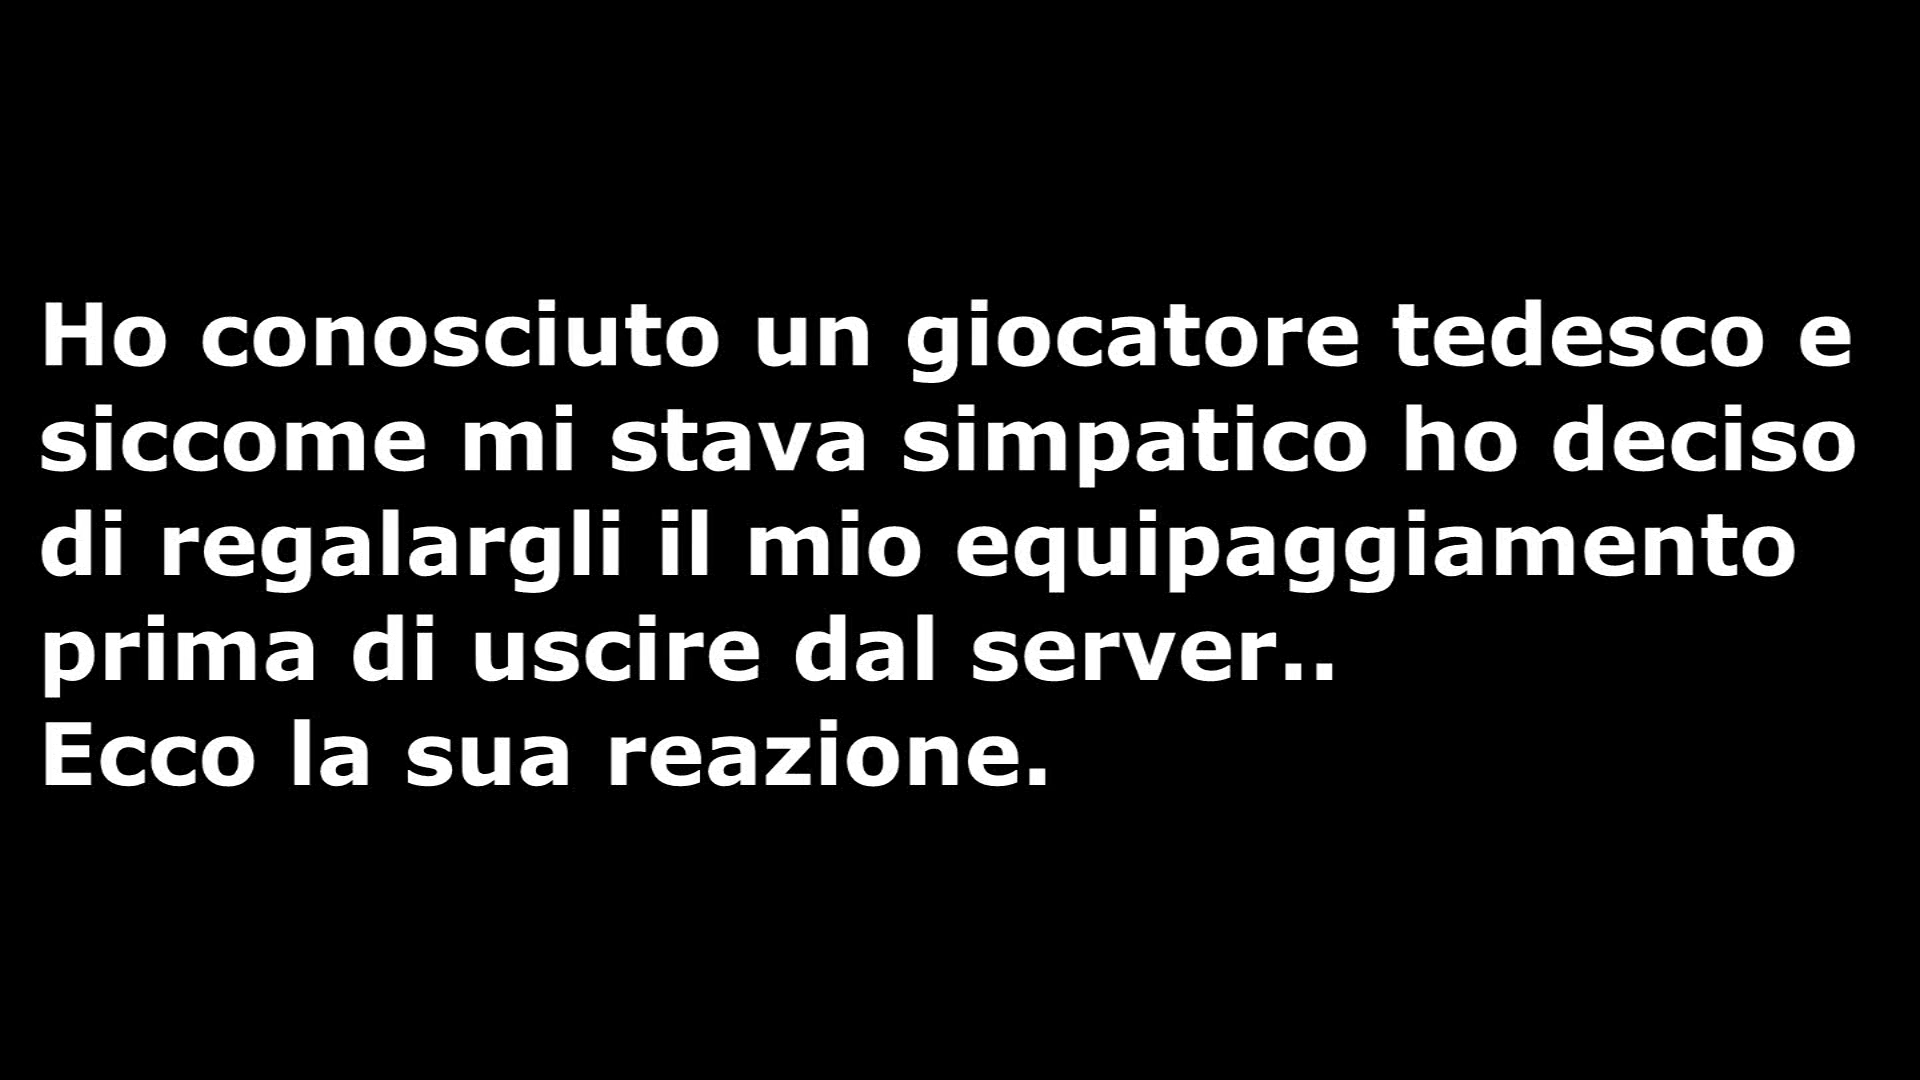 Ho conosciuto un giocatore tedesco e
siccome mi stava simpatico ho deciso
di regalargli il mio equipaggiamento
prima di uscire dal server..
Ecco la sua reazione.